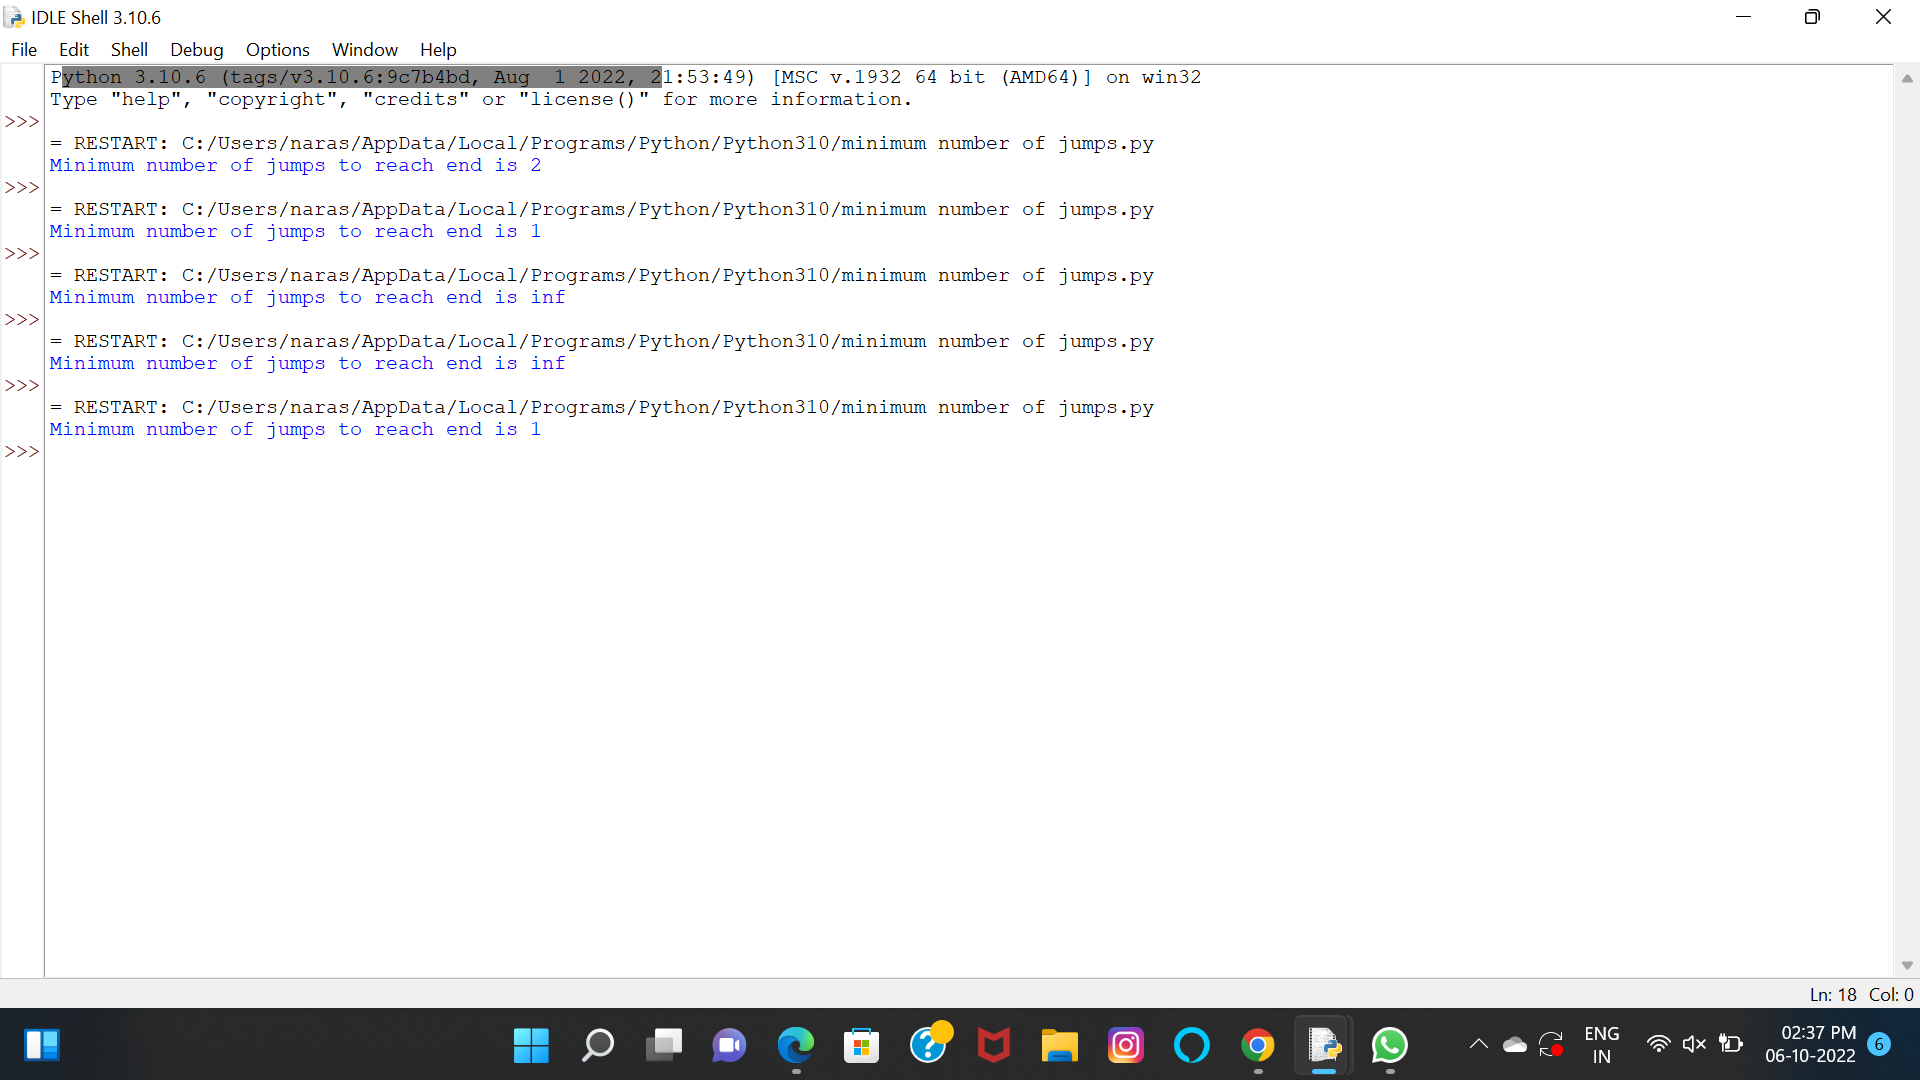 IDLE Shell 3.10.6
File Edit Shell Debug Options Window Help
Python 3.10.6 (tags/v3.10.6:9c7b4bd, Aug  1 2022, 21:53:49) [MSC v.1932 64 bit (AMD64)] on win32
Type "help", "copyright", "credits" or "license()" for more information.
>>>
= RESTART: C:/Users/naras/AppData/Local/Programs/Python/Python310/minimum number of jumps.py
Minimum number of jumps to reach end is 2
>>>
= RESTART: C:/Users/naras/AppData/Local/Programs/Python/Python310/minimum number of jumps.py
Minimum number of jumps to reach end is 1
>>>
= RESTART: C:/Users/naras/AppData/Local/Programs/Python/Python310/minimum number of jumps.py
Minimum number of jumps to reach end is inf
>>>
= RESTART: C:/Users/naras/AppData/Local/Programs/Python/Python310/minimum number of jumps.py
Minimum number of jumps to reach end is inf
>>>
= RESTART: C:/Users/naras/AppData/Local/Programs/Python/Python310/minimum number of jumps.py
Minimum number of jumps to reach end is 1
>>>
Ln: 18 Col: 0
ENG
IN
02:37 PM
06-10-2022
6